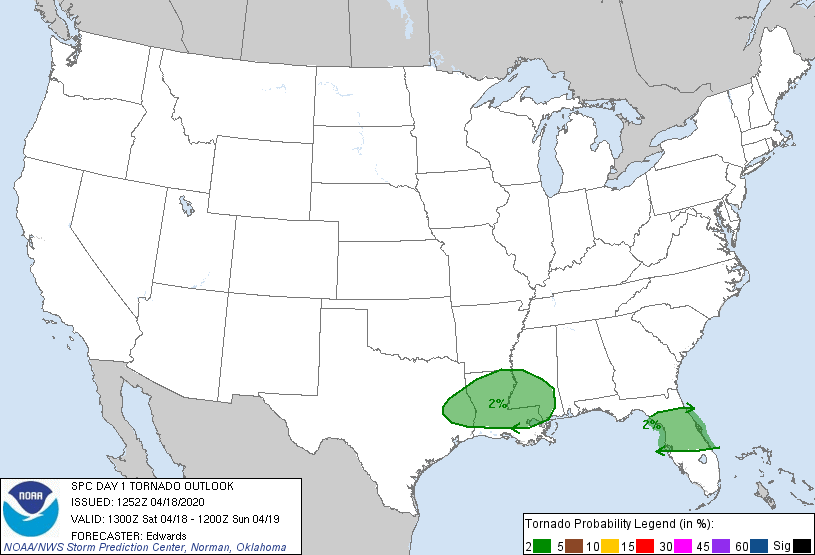 2%
2%
NOAA
SPC DAY 1 TORNADO OUTLOOK
ISSUED: 1252Z 04/18/2020
VALID: 1300Z Sat 04/18 - 1200Z Sun 04/19
FORECASTER: Edwards
NOAA/NWS Storm Prediction Center, Norman, Oklahoma
Tornado Probability Legend (in %):
2 5 10 15 30 45 60 Sig